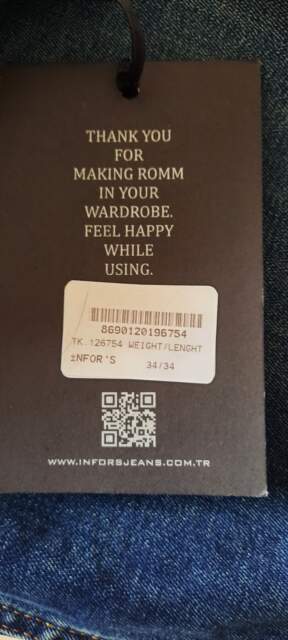 THANK YOU
FOR
MAKING ROMM
IN YOUR
WARDROBE.
FEEL HAPPY
WHILE
USING.
8690120196754
TK.126754 WEIGHT/LENGHT
iNFOR'S 34/34
WWW.INFORSJEANS.COM.TR